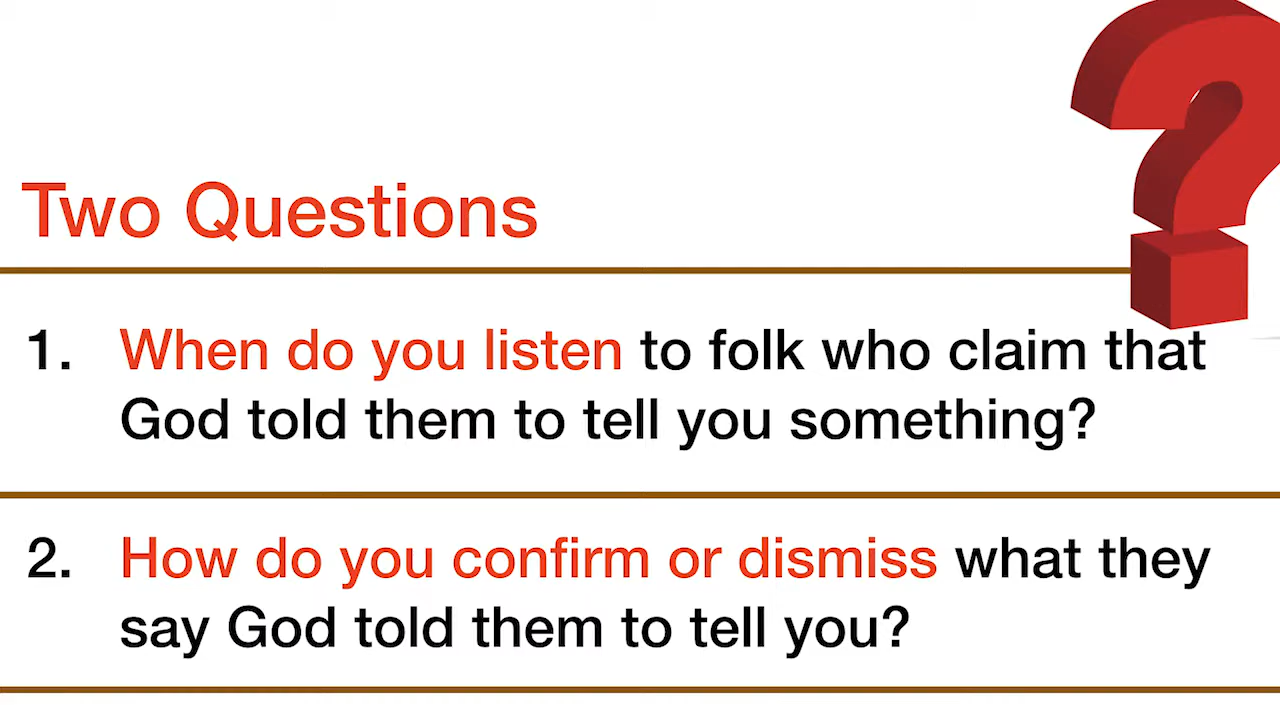 Two Questions
1. When do you listen to folk who claim that
God told them to tell you something?
2. How do you confirm or dismiss what they
say God told them to tell you?